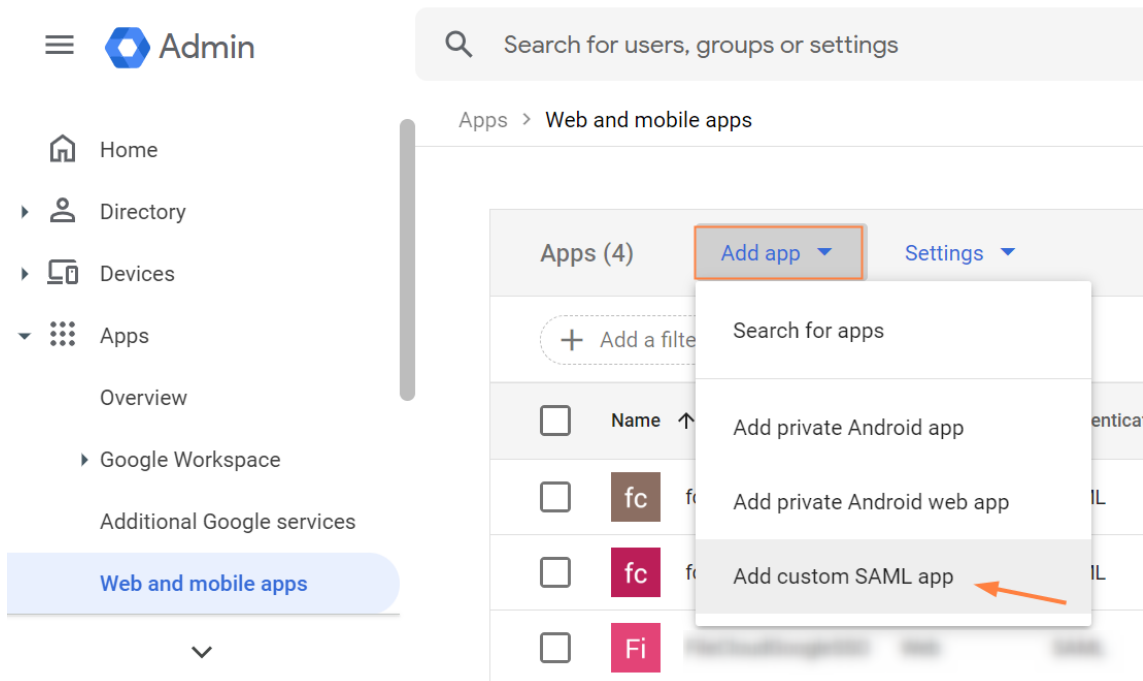 Admin
Search for users, groups or settings
Apps > Web and mobile apps
Home
Directory
Devices
Apps
Overview
Google Workspace
Additional Google services
Web and mobile apps
Apps (4)
Add app
Settings
Add a filte
Search for apps
Add private Android app
Add private Android web app
Add custom SAML app
Name
entica
fc
fc
Fi